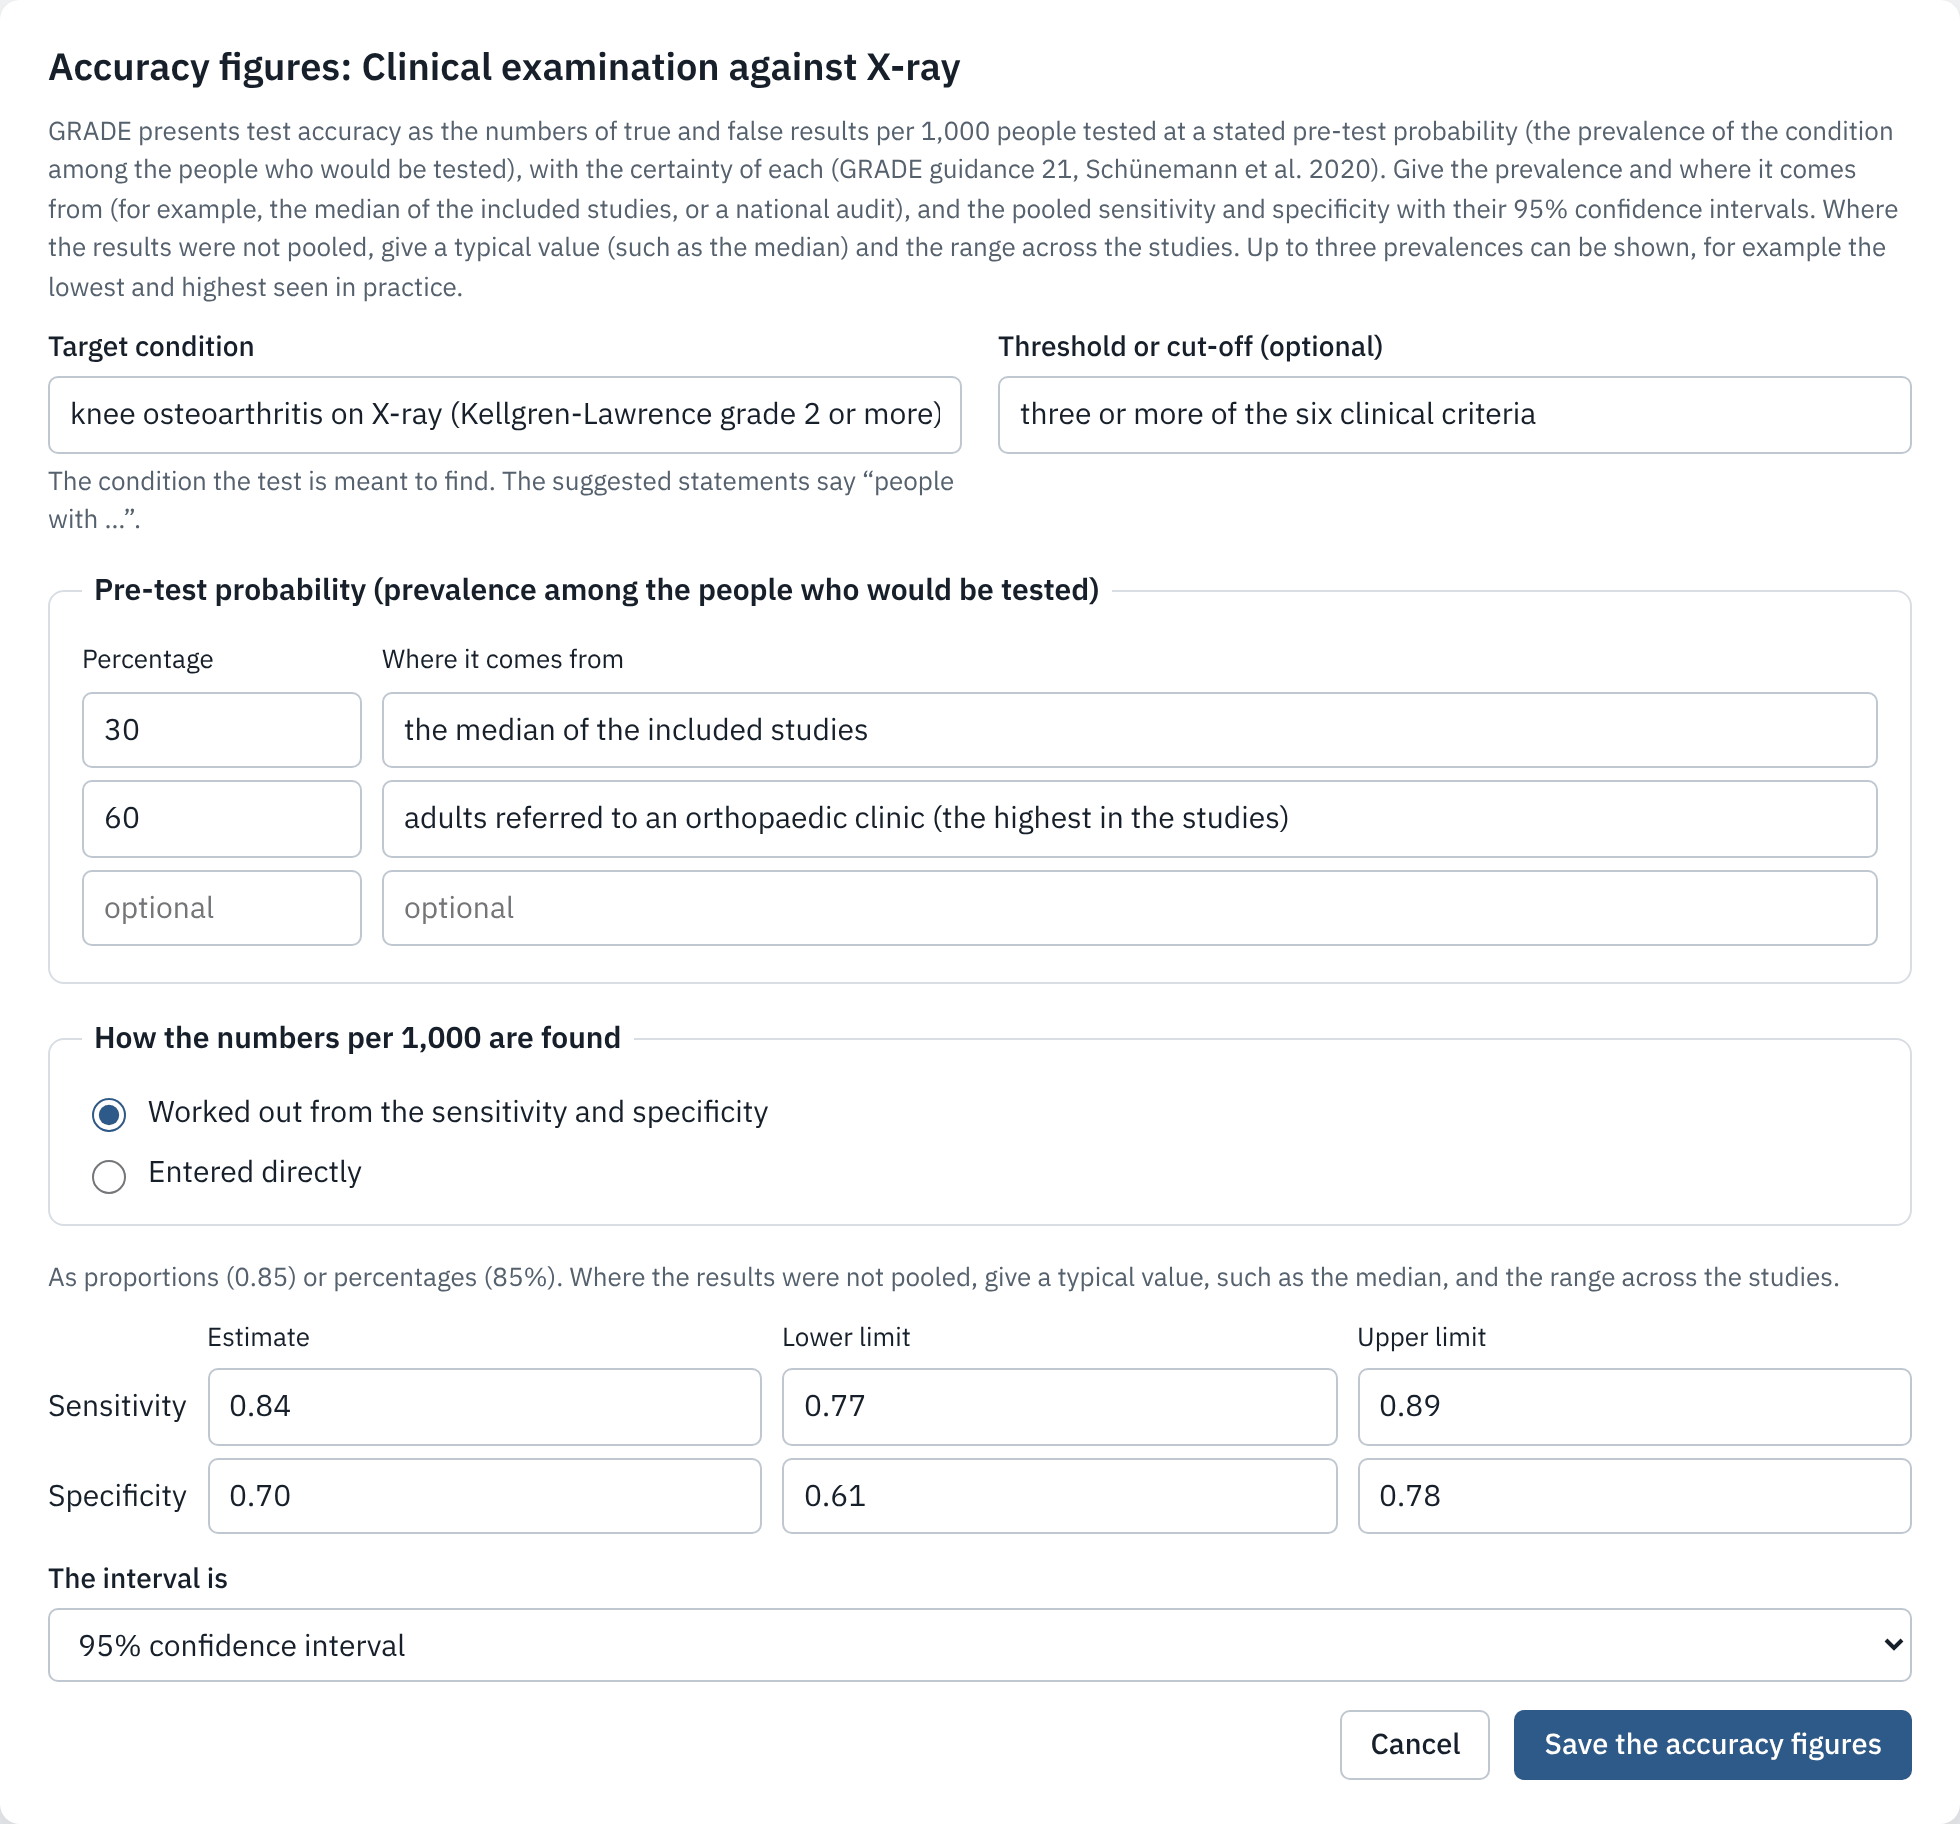 Accuracy figures: Clinical examination against X-ray
GRADE presents test accuracy as the numbers of true and false results per 1,000 people tested at a stated pre-test probability (the prevalence of the condition
among the people who would be tested), with the certainty of each (GRADE guidance 21, Schünemann et al. 2020). Give the prevalence and where it comes
from (for example, the median of the included studies, or a national audit), and the pooled sensitivity and specificity with their 95% confidence intervals. Where
the results were not pooled, give a typical value (such as the median) and the range across the studies. Up to three prevalences can be shown, for example the
lowest and highest seen in practice.
Target condition
Threshold or cut-off (optional)
knee osteoarthritis on X-ray (Kellgren-Lawrence grade 2 or more)
three or more of the six clinical criteria
The condition the test is meant to find. The suggested statements say “people
with ...”.
Pre-test probability (prevalence among the people who would be tested)
Percentage
Where it comes from
30
the median of the included studies
60
adults referred to an orthopaedic clinic (the highest in the studies)
optional
optional
How the numbers per 1,000 are found
Worked out from the sensitivity and specificity
Entered directly
As proportions (0.85) or percentages (85%). Where the results were not pooled, give a typical value, such as the median, and the range across the studies.
Estimate
Lower limit
Upper limit
Sensitivity
0.84
0.77
0.89
Specificity
0.70
0.61
0.78
The interval is
95% confidence interval
Cancel
Save the accuracy figures